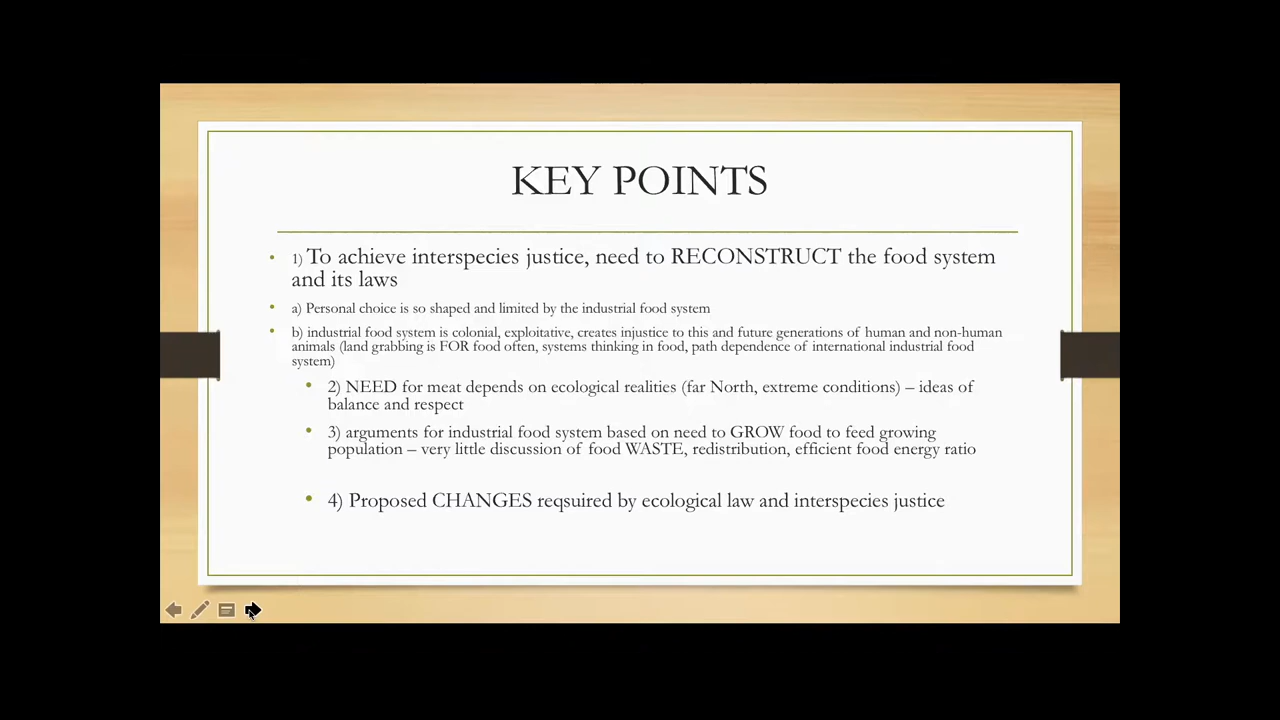 KEY POINTS
• 1) To achieve interspecies justice, need to RECONSTRUCT the food system
and its laws
• a) Personal choice is so shaped and limited by the industrial food system
• b) industrial food system is colonial, exploitative, creates injustice to this and future generations of human and non-human
animals (land grabbing is FOR food often, systems thinking in food, path dependence of international industrial food
system)
• 2) NEED for meat depends on ecological realities (far North, extreme conditions) – ideas of
balance and respect
• 3) arguments for industrial food system based on need to GROW food to feed growing
population – very little discussion of food WASTE, redistribution, efficient food energy ratio
• 4) Proposed CHANGES reqsuired by ecological law and interspecies justice